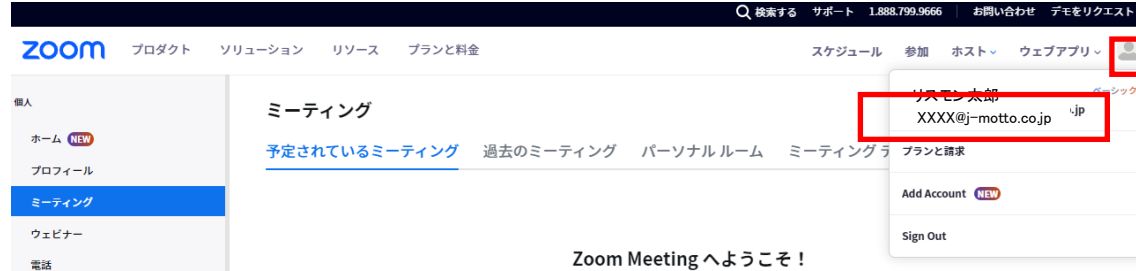 検索する サポート 1.888.799.9666 お問い合わせ デモをリクエスト
zoom プロダクト ソリューション リソース プランと料金 スケジュール 参加 ホスト ウェブアプリ
個人
ホーム NEW
プロフィール
ミーティング
ウェビナー
電話
ミーティング
予定されているミーティング 過去のミーティング パーソナル ルーム ミーティング テ
Zoom Meeting へようこそ！
リスモン太郎 ベーシック
XXXX@j-motto.co.jp .jp
プランと請求
Add Account NEW
Sign Out